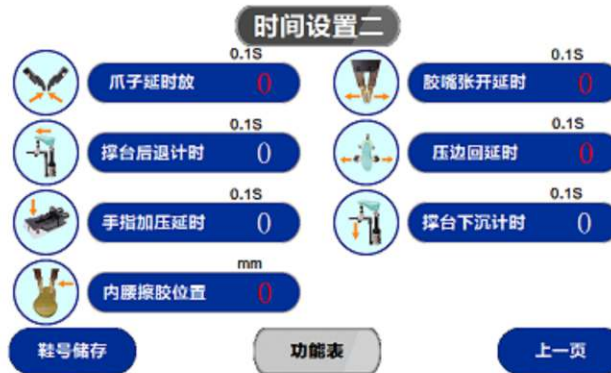 时间设置二
0.1S 0.1S
爪子延时放 0 胶嘴张开延时 0
0.1S 0.1S
撑台后退计时 0 压边回延时 0
0.1S 0.1S
手指加压延时 0 撑台下沉计时 0
mm
内腰擦胶位置 0
鞋号储存 功能表 上一页